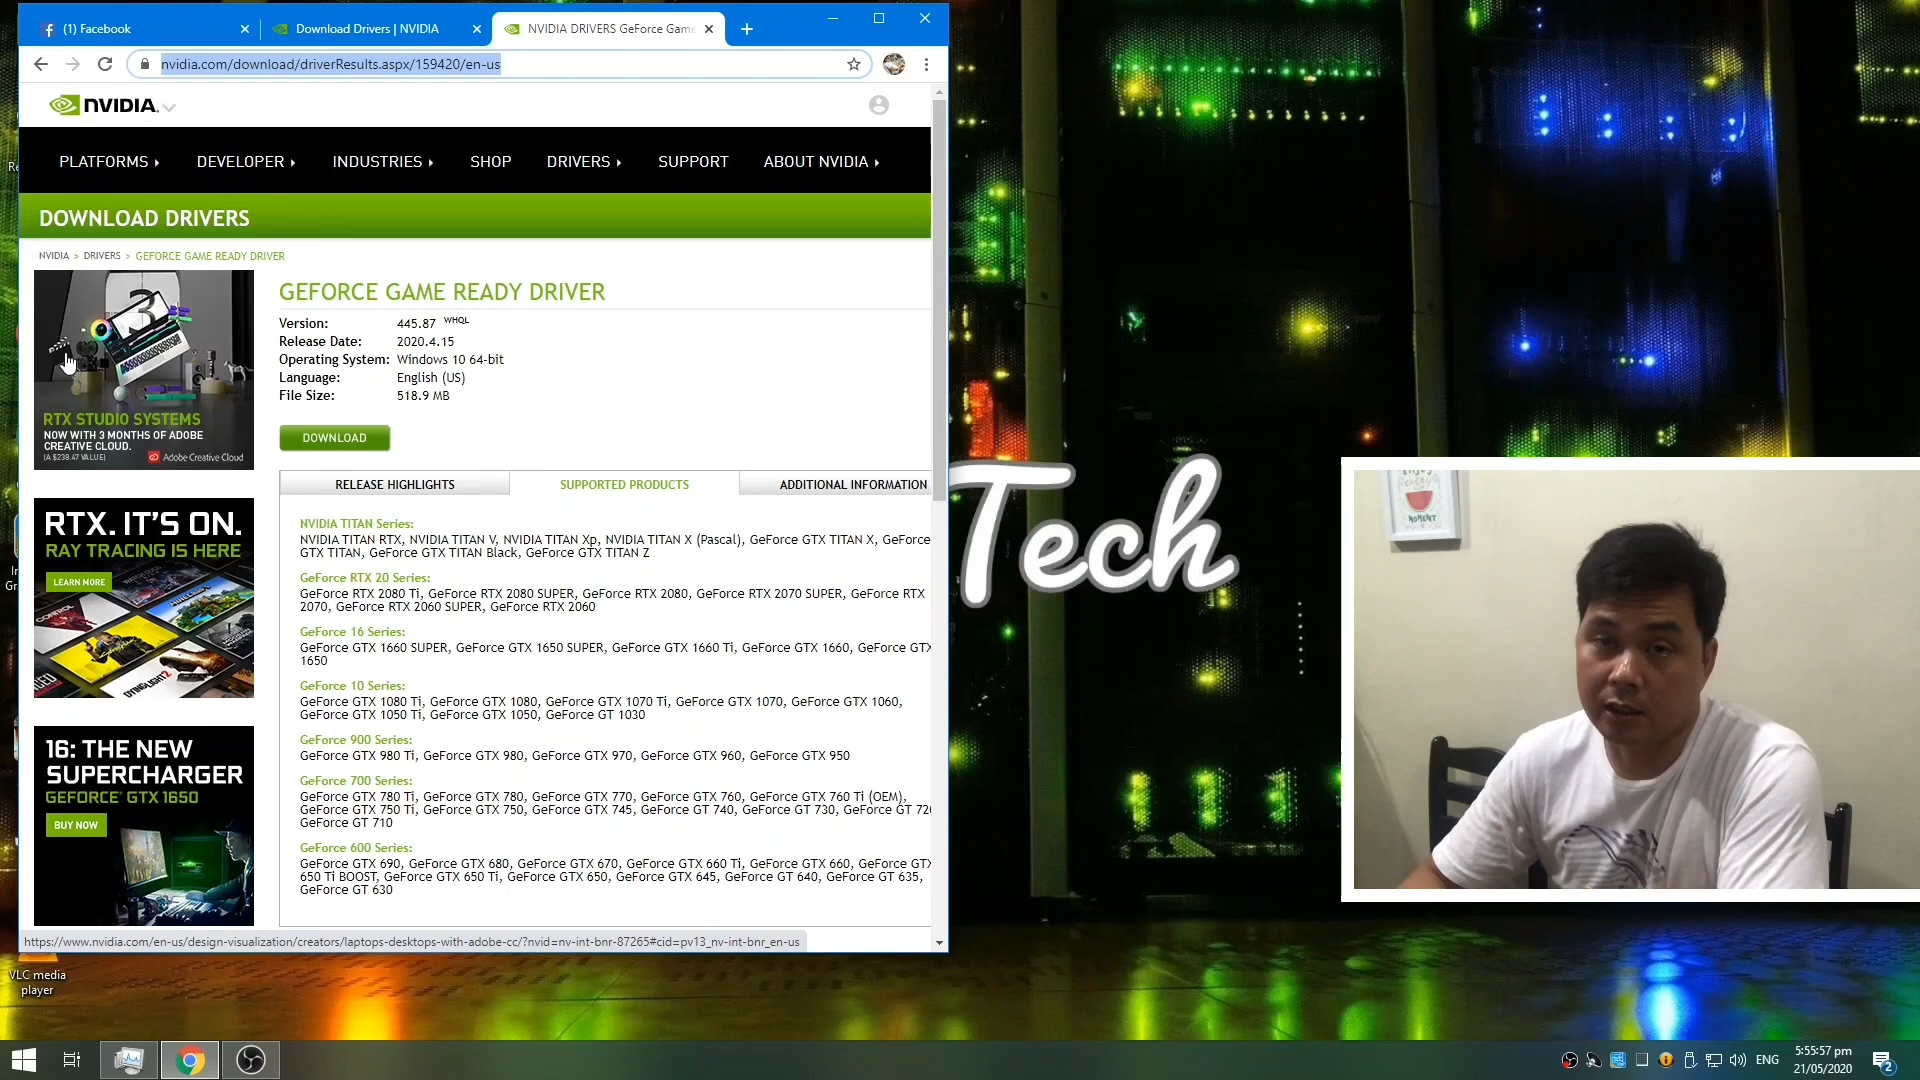 (1) Facebook
Download Drivers | NVIDIA
NVIDIA DRIVERS GeForce Game
nvidia.com/download/driverResults.aspx/159420/en-us
NVIDIA.
PLATFORMS
DEVELOPER
INDUSTRIES
SHOP
DRIVERS
SUPPORT
ABOUT NVIDIA
DOWNLOAD DRIVERS
NVIDIA > DRIVERS > GEFORCE GAME READY DRIVER
3
RTX STUDIO SYSTEMS
NOW WITH 3 MONTHS OF ADOBE
CREATIVE CLOUD.
(A $238.47 VALUE)
Adobe Creative Cloud
GEFORCE GAME READY DRIVER
Version: 445.87 WHQL
Release Date: 2020.4.15
Operating System: Windows 10 64-bit
Language: English (US)
File Size: 518.9 MB
DOWNLOAD
RELEASE HIGHLIGHTS
SUPPORTED PRODUCTS
ADDITIONAL INFORMATION
NVIDIA TITAN Series:
NVIDIA TITAN RTX, NVIDIA TITAN V, NVIDIA TITAN Xp, NVIDIA TITAN X (Pascal), GeForce GTX TITAN X, GeForce
GTX TITAN, GeForce GTX TITAN Black, GeForce GTX TITAN Z
GeForce RTX 20 Series:
GeForce RTX 2080 Ti, GeForce RTX 2080 SUPER, GeForce RTX 2080, GeForce RTX 2070 SUPER, GeForce RTX
2070, GeForce RTX 2060 SUPER, GeForce RTX 2060
GeForce 16 Series:
GeForce GTX 1660 SUPER, GeForce GTX 1650 SUPER, GeForce GTX 1660 Ti, GeForce GTX 1660, GeForce GTX
1650
GeForce 10 Series:
GeForce GTX 1080 Ti, GeForce GTX 1080, GeForce GTX 1070 Ti, GeForce GTX 1070, GeForce GTX 1060,
GeForce GTX 1050 Ti, GeForce GTX 1050, GeForce GT 1030
GeForce 900 Series:
GeForce GTX 980 Ti, GeForce GTX 980, GeForce GTX 970, GeForce GTX 960, GeForce GTX 950
GeForce 700 Series:
GeForce GTX 780 Ti, GeForce GTX 780, GeForce GTX 770, GeForce GTX 760, GeForce GTX 760 Ti (OEM),
GeForce GTX 750 Ti, GeForce GTX 750, GeForce GTX 745, GeForce GT 740, GeForce GT 730, GeForce GT 720
GeForce GT 710
GeForce 600 Series:
GeForce GTX 690, GeForce GTX 680, GeForce GTX 670, GeForce GTX 660 Ti, GeForce GTX 660, GeForce GTX
650 Ti BOOST, GeForce GTX 650 Ti, GeForce GTX 650, GeForce GTX 645, GeForce GT 640, GeForce GT 635,
GeForce GT 630
RTX. IT'S ON.
RAY TRACING IS HERE
LEARN MORE
CONTROL
MINECRAFT
DYINGLIGHT2
16: THE NEW
SUPERCHARGER
GEFORCE® GTX 1650
BUY NOW
https://www.nvidia.com/en-us/design-visualization/creators/laptops-desktops-with-adobe-cc/?nvid=nv-int-bnr-87265#cid=pv13_nv-int-bnr_en-us
Tech
MOMENT
VLC media
player
ENG
5:55:57 pm
21/05/2020
2